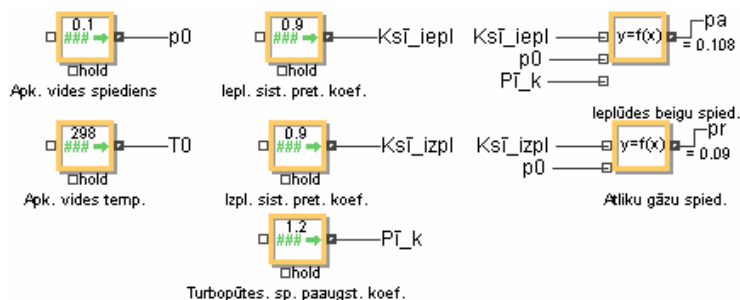 0.1
###
p0
hold
Apk. vides spiediens
0.9
###
Ksī_iepl
hold
Iepl. sist. pret. koef.
Ksī_iepl
p0
Pī_k
y=f(x)
pa
= 0.108
Ieplūdes beigu spied.
298
###
T0
hold
Apk. vides temp.
0.9
###
Ksī_izpl
hold
Izpl. sist. pret. koef.
Ksī_izpl
p0
y=f(x)
pr
= 0.09
Atliku gāzu spied.
1.2
###
Pī_k
hold
Turbopūtes. sp. paaugst. koef.